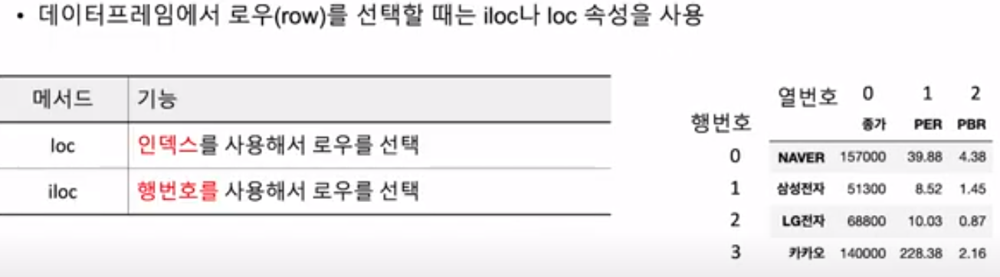 • 데이터프레임에서 로우(row)를 선택할 때는 iloc나 loc 속성을 사용
메서드 기능
loc 인덱스를 사용해서 로우를 선택
iloc 행번호를 사용해서 로우를 선택
열번호 0 1 2
행번호 종가 PER PBR
0 NAVER 157000 39.88 4.38
1 삼성전자 51300 8.52 1.45
2 LG전자 68800 10.03 0.87
3 카카오 140000 228.38 2.16